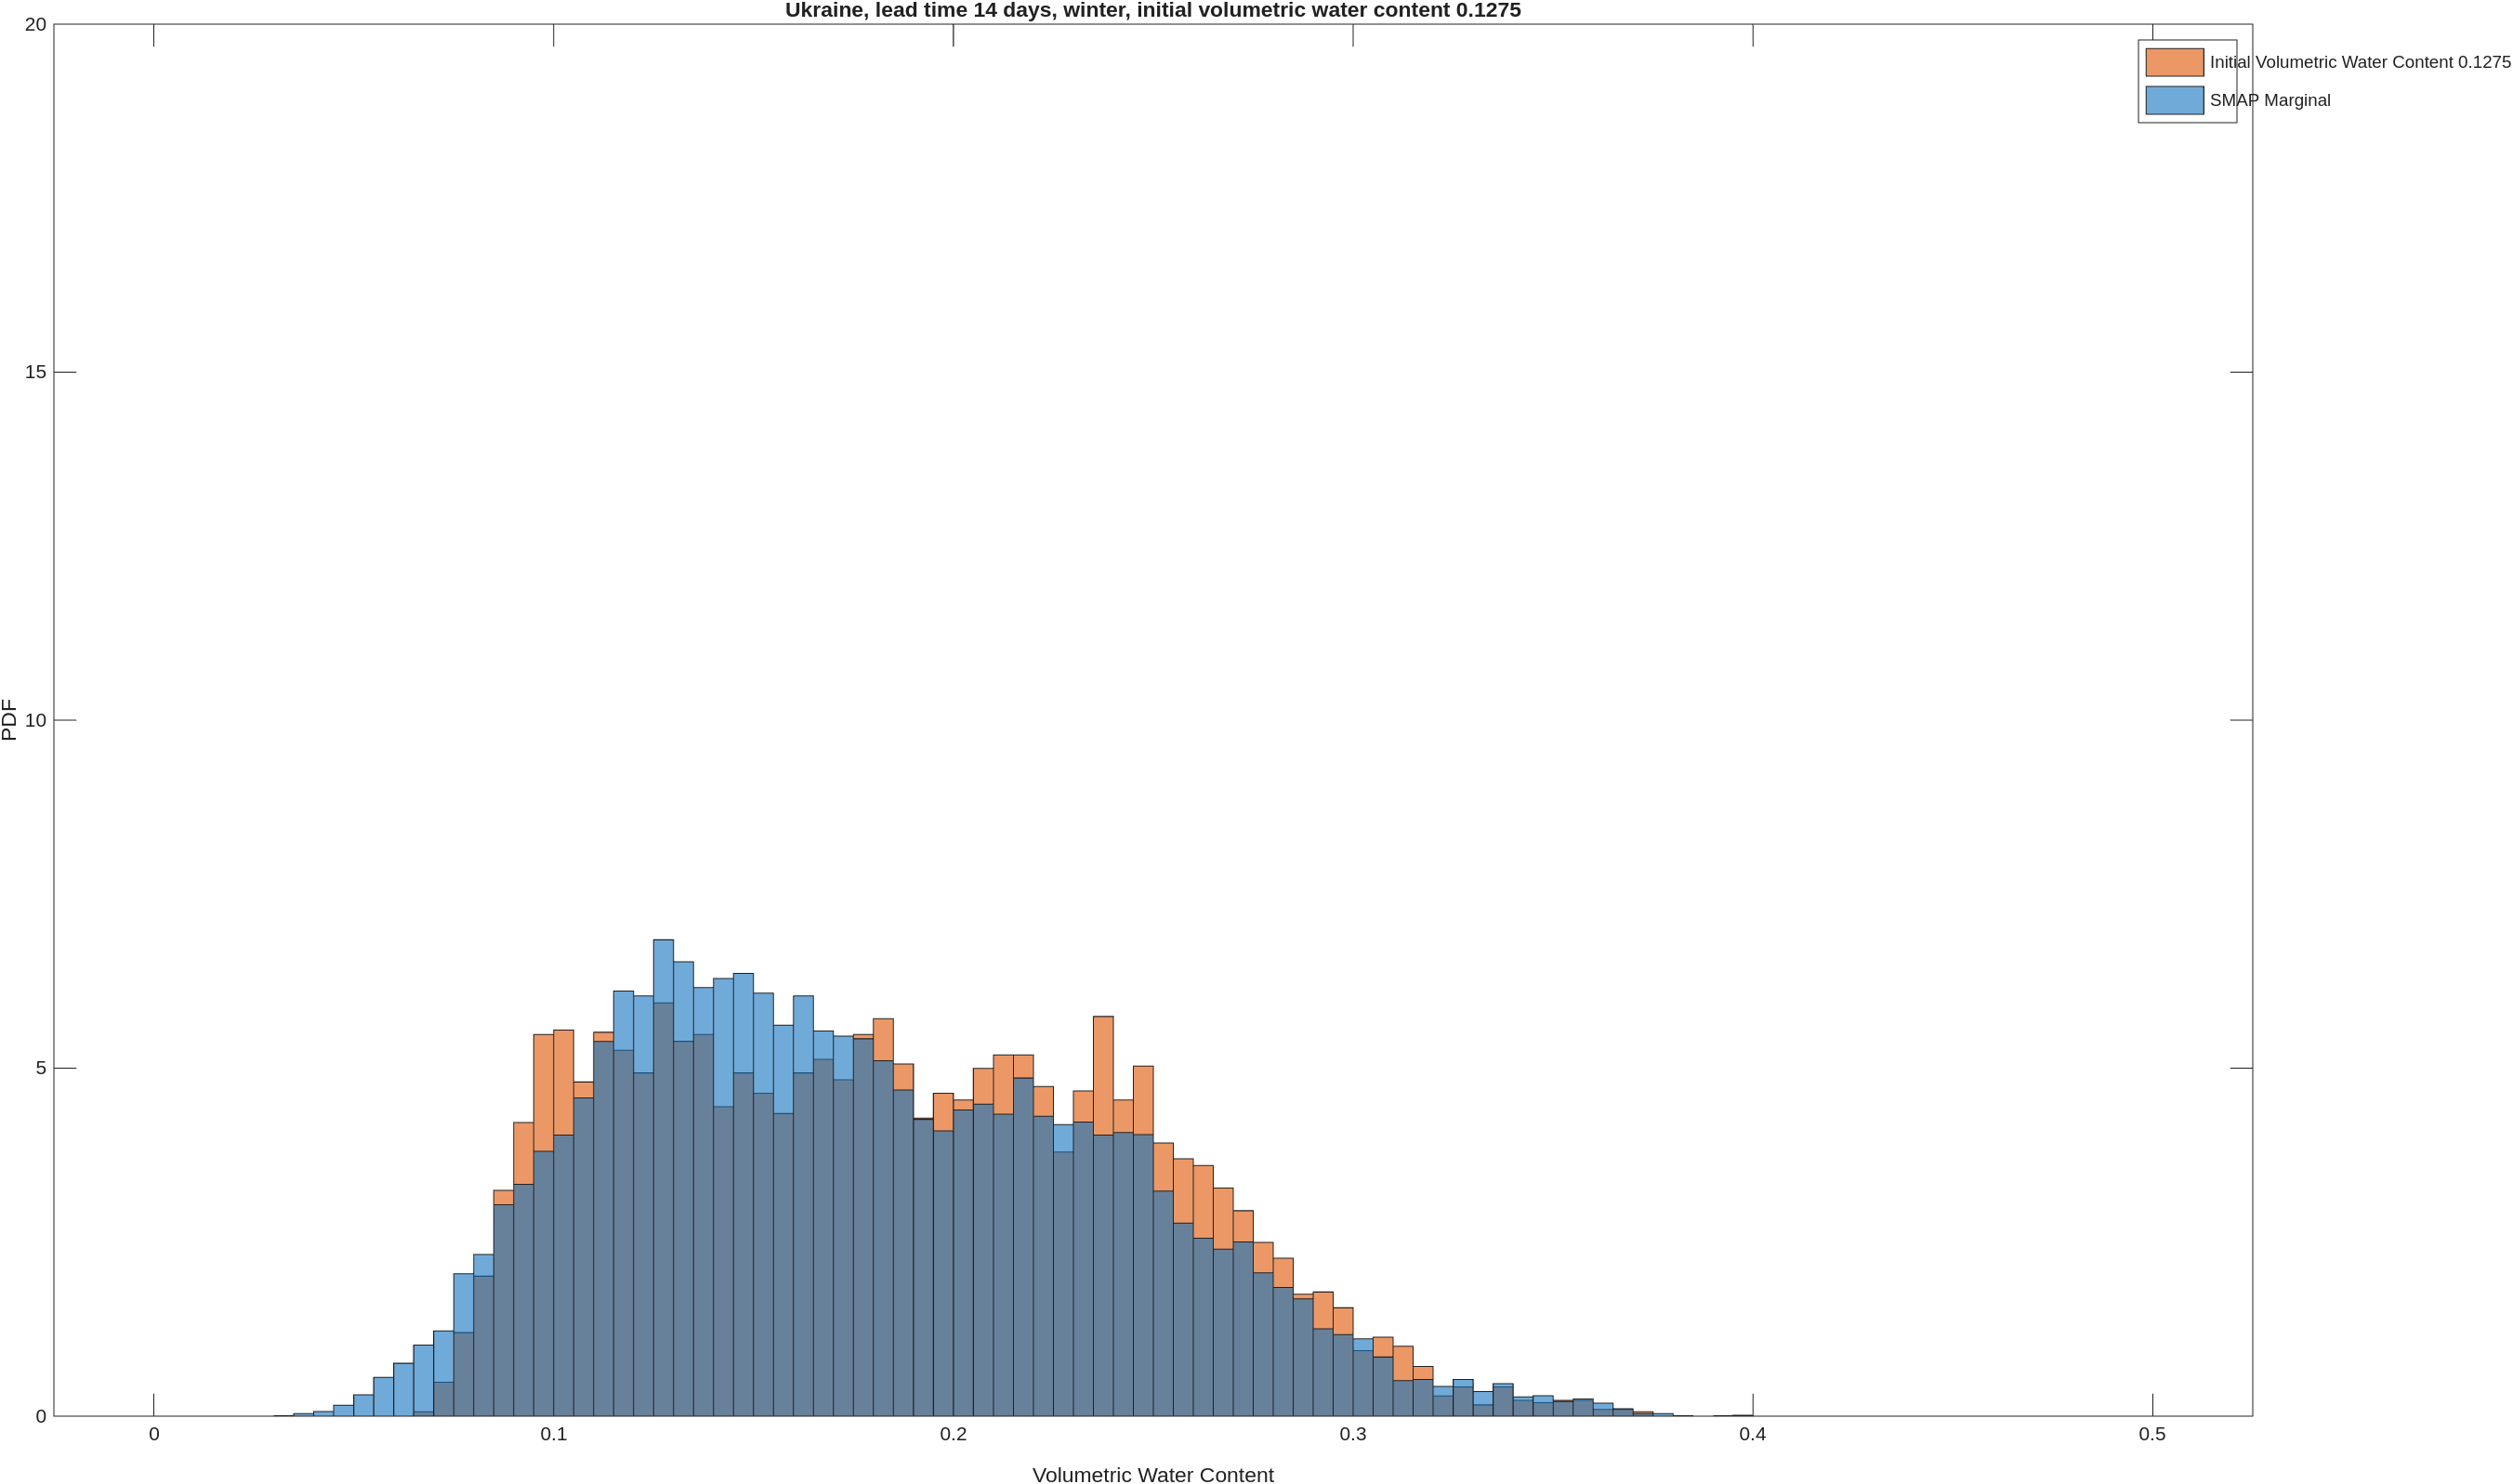 Ukraine, lead time 14 days, winter, initial volumetric water content 0.1275
Initial Volumetric Water Content 0.1275
SMAP Marginal
20
15
10
5
0
PDF
0 0.1 0.2 0.3 0.4 0.5
Volumetric Water Content